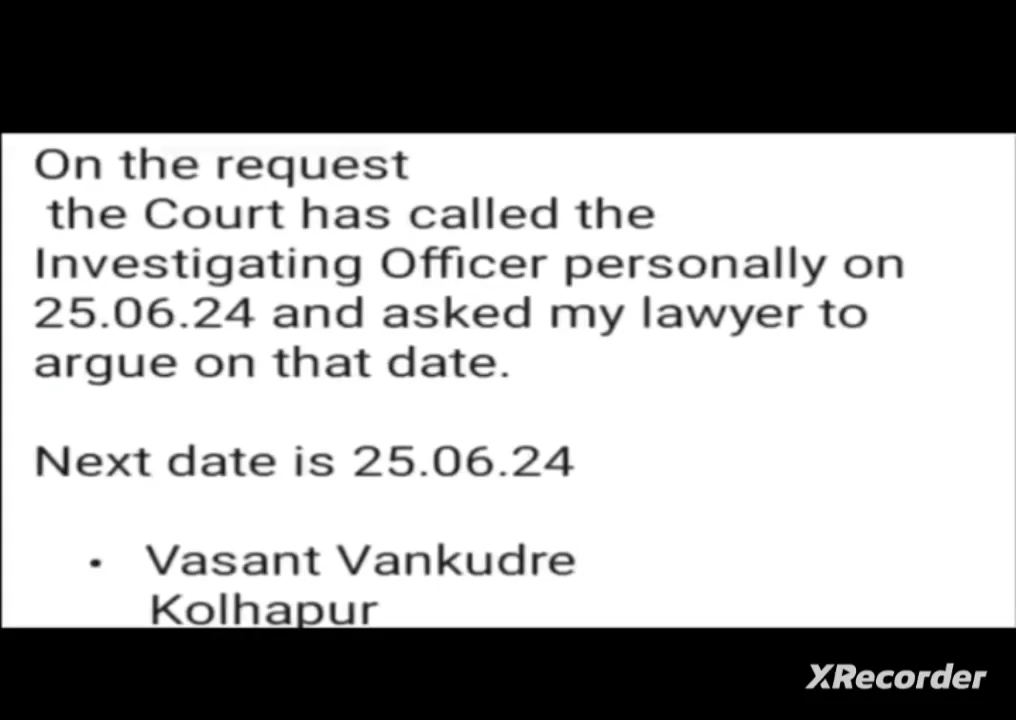 On the request
the Court has called the
Investigating Officer personally on
25.06.24 and asked my lawyer to
argue on that date.
Next date is 25.06.24
• Vasant Vankudre
Kolhapur
XRecorder